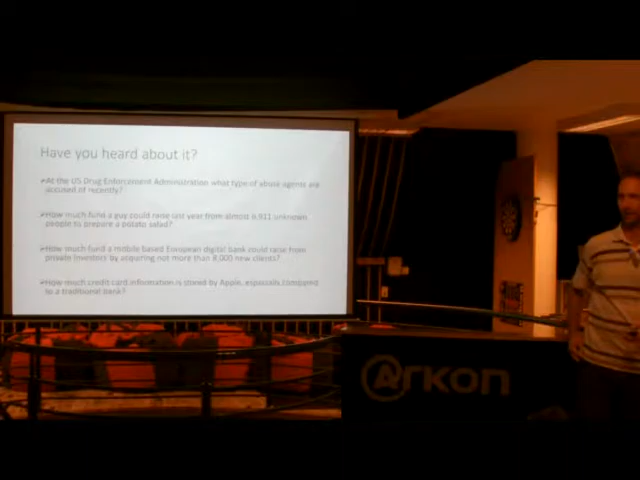 Have you heard about it?
At the US Drug Enforcement Administration what type of abuse agents are
accused of recently?
How much fund a guy could raise last year from almost 6,911 unknown
people to prepare a potato salad?
How much fund a mobile based European digital bank could raise from
private investors by acquiring not more than 8,000 new clients?
How much credit card information is stored by Apple, especially compared
to a traditional bank?
Arkon